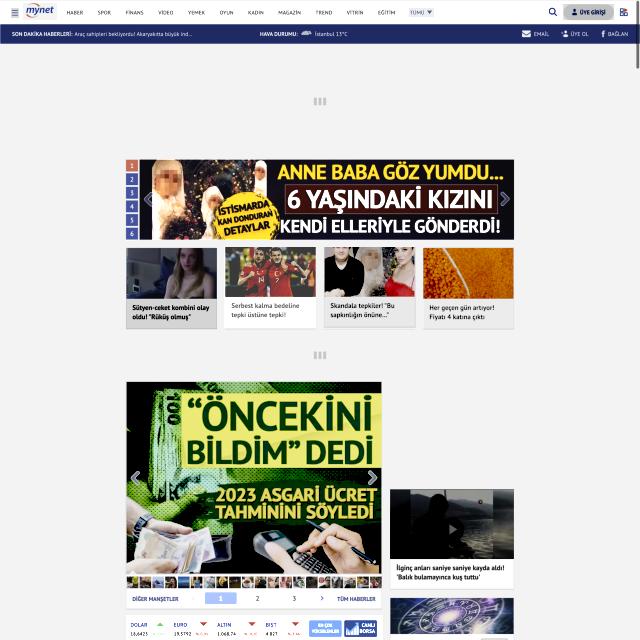 mynet HABER SPOR FİNANS VİDEO YEMEK OYUN KADIN MAGAZİN TREND VİTRİN EĞİTİM TÜMÜ ÜYE GİRİŞİ
SON DAKİKA HABERLERİ: Araç sahipleri bekliyordu! Akaryakıtta büyük ind... HAVA DURUMU: İstanbul 13°C EMAIL ÜYE OL BAĞLAN
1
2
3
4
5
6
ANNE BABA GÖZ YUMDU...
6 YAŞINDAKİ KIZINI
KENDİ ELLERİYLE GÖNDERDİ!
İSTİSMARDA
KAN DONDURAN
DETAYLAR
Sütyen-ceket kombini olay
oldu! "Rüküş olmuş"
Serbest kalma bedeline
tepki üstüne tepki!
Skandala tepkiler! "Bu
sapkınlığın önüne..."
Her geçen gün artıyor!
Fiyatı 4 katına çıktı
100
“ÖNCEKİNİ
BİLDİM” DEDİ
2023 ASGARİ ÜCRET
TAHMİNİNİ SÖYLEDİ
İlginç anları saniye saniye kayda aldı!
'Balık bulamayınca kuş tuttu'
DİĞER MANŞETLER 1 2 3 TÜM HABERLER
DOLAR EURO ALTIN BIST
18,6423 19,5792 1.068,74 4.827
EN ÇOK
YÜKSELENLER
CANLI
BORSA